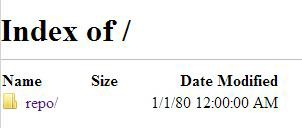 Index of /
Name Size Date Modified
repo/ 1/1/80 12:00:00 AM